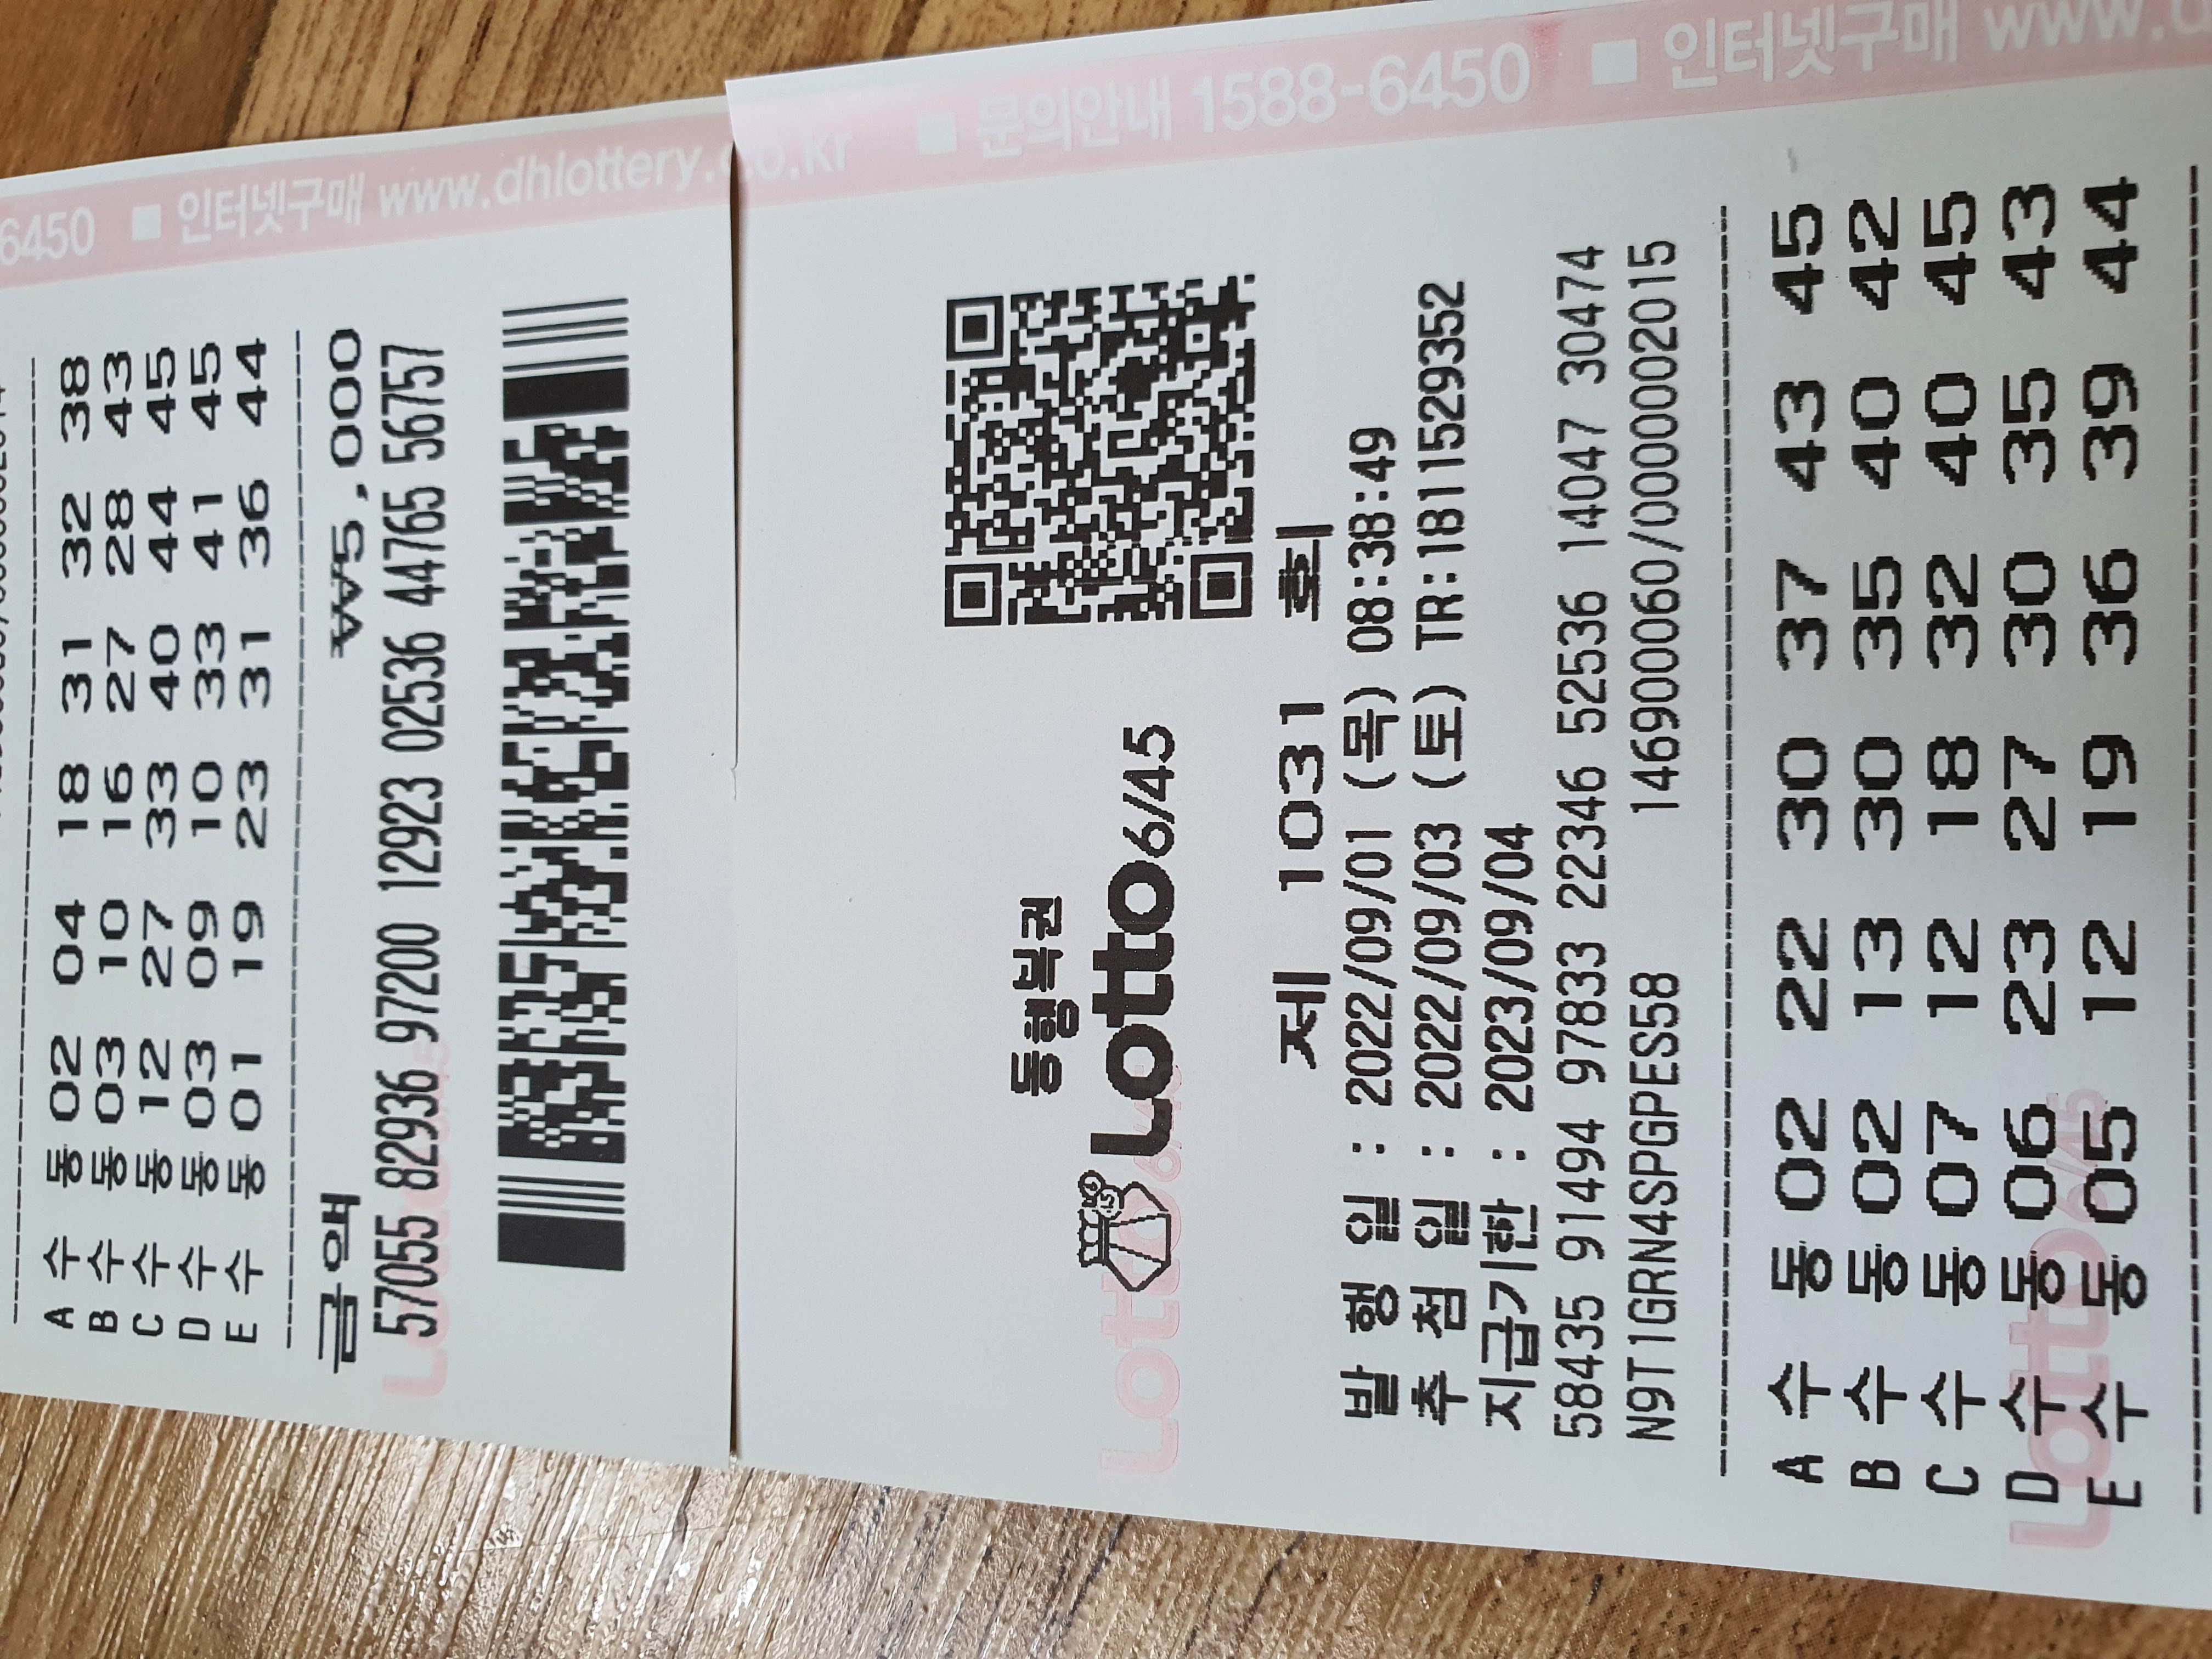 A 수동 02 04 18 31 32 38
B 수동 03 10 16 27 28 43
C 수동 12 27 33 40 44 45
D 수동 03 09 10 33 41 45
E 수동 01 19 23 31 36 44
금액 ₩5,000
57055 82936 97200 12923 02536 44765 56757
6450 ■ 인터넷구매 www.dhlottery.co.kr ■ 문의안내 1588-6450 ■ 인터넷구매 www.d
동행복권
Lotto 6/45
제 1031 회
발 행 일 : 2022/09/01 (목) 08:38:49
추 첨 일 : 2022/09/03 (토) TR:1811529352
지급기한 : 2023/09/04
58435 91494 97833 22346 52536 14047 30474
N9T1GRN4SPGPES58 146900060/0000002015
A 수동 02 22 30 37 43 45
B 수동 02 13 30 35 40 42
C 수동 07 12 18 32 40 45
D 수동 06 23 27 30 35 43
E 수동 05 12 19 36 39 44
Lotto 6/45